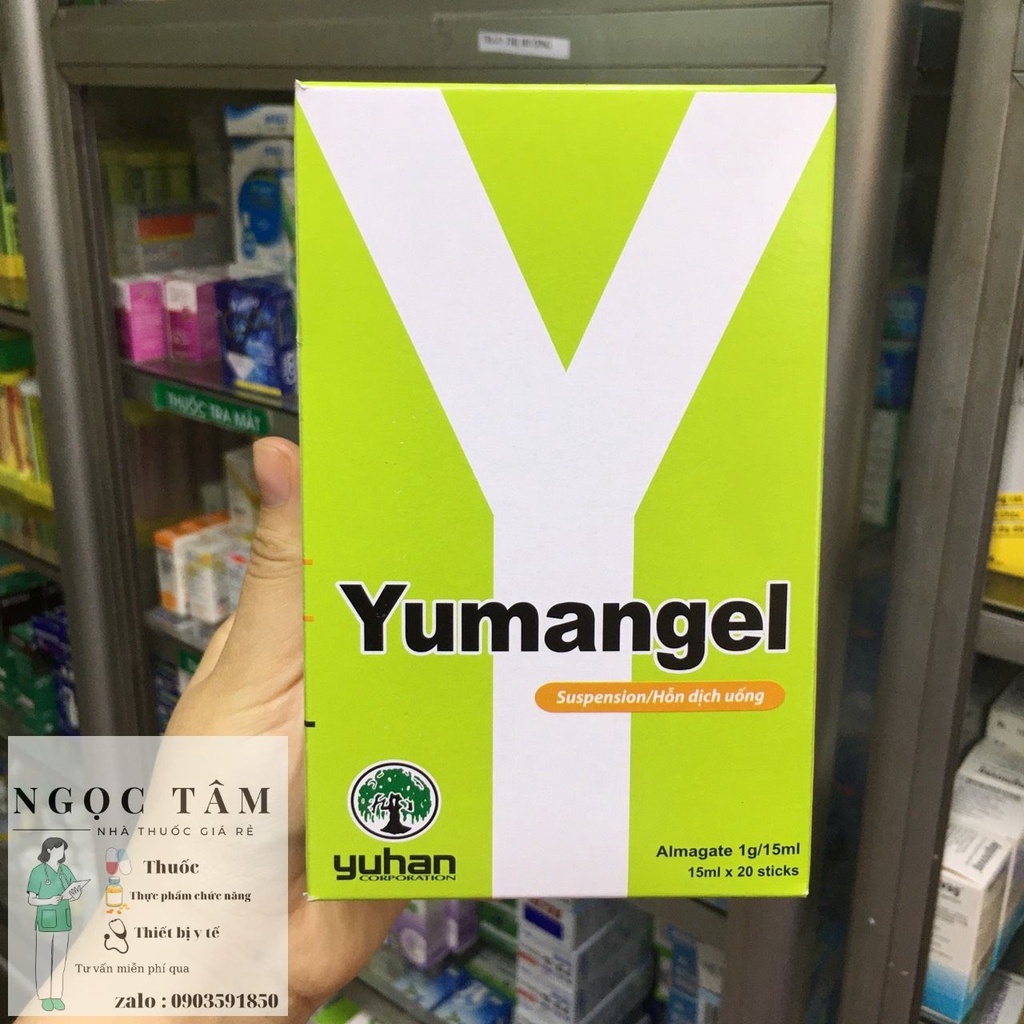 THUỐC TRA MẮT
Yumangel
Suspension/Hỗn dịch uống
yuhan
CORPORATION
Almagate 1g/15ml
15ml x 20 sticks
NGỌC TÂM
NHÀ THUỐC GIÁ RẺ
Thuốc
Thực phẩm chức năng
Thiết bị y tế
Tư vấn miễn phí qua
zalo : 0903591850